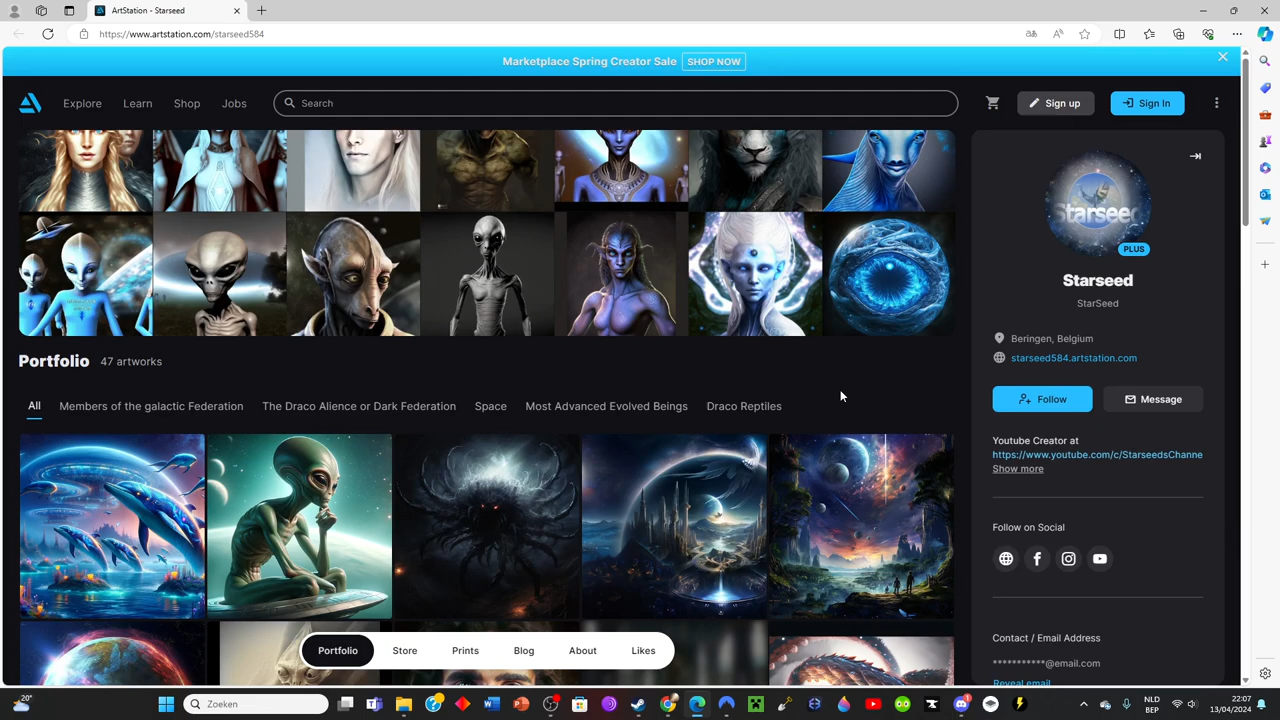 ArtStation - Starseed
https://www.artstation.com/starseed584
Marketplace Spring Creator Sale SHOP NOW
Explore Learn Shop Jobs Search Sign up Sign In
Starseed
PLUS
Starseed
StarSeed
Beringen, Belgium
starseed584.artstation.com
Follow Message
Youtube Creator at
https://www.youtube.com/c/StarseedsChanne
Show more
Follow on Social
Contact / Email Address
***********@email.com
Reveal email
Portfolio 47 artworks
All Members of the galactic Federation The Draco Alience or Dark Federation Space Most Advanced Evolved Beings Draco Reptiles
Portfolio Store Prints Blog About Likes
20°
Zoeken
1
NLD
BEP
22:07
13/04/2024